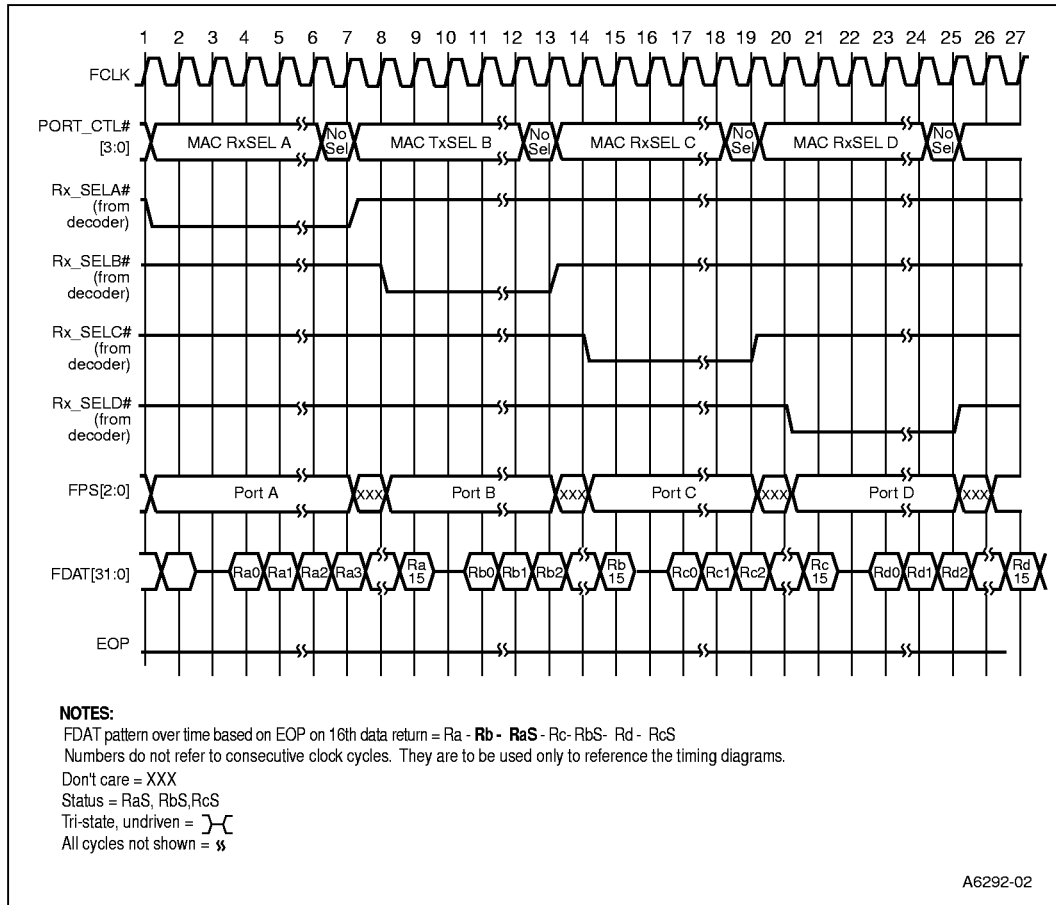 1 2 3 4 5 6 7 8 9 10 11 12 13 14 15 16 17 18 19 20 21 22 23 24 25 26 27
FCLK
PORT_CTL#
[3:0]
MAC RxSEL A
No
Sel
MAC TxSEL B
No
Sel
MAC RxSEL C
No
Sel
MAC RxSEL D
No
Sel
Rx_SELA#
(from
decoder)
Rx_SELB#
(from
decoder)
Rx_SELC#
(from
decoder)
Rx_SELD#
(from
decoder)
FPS[2:0]
Port A
xxx
Port B
xxx
Port C
xxx
Port D
xxx
FDAT[31:0]
Ra0
Ra1
Ra2
Ra3
Ra
15
Rb0
Rb1
Rb2
Rb
15
Rc0
Rc1
Rc2
Rc
15
Rd0
Rd1
Rd2
Rd
15
EOP
NOTES:
FDAT pattern over time based on EOP on 16th data return = Ra - Rb - RaS - Rc- RbS- Rd - RcS
Numbers do not refer to consecutive clock cycles. They are to be used only to reference the timing diagrams.
Don't care = XXX
Status = RaS, RbS,RcS
Tri-state, undriven =
All cycles not shown =
A6292-02